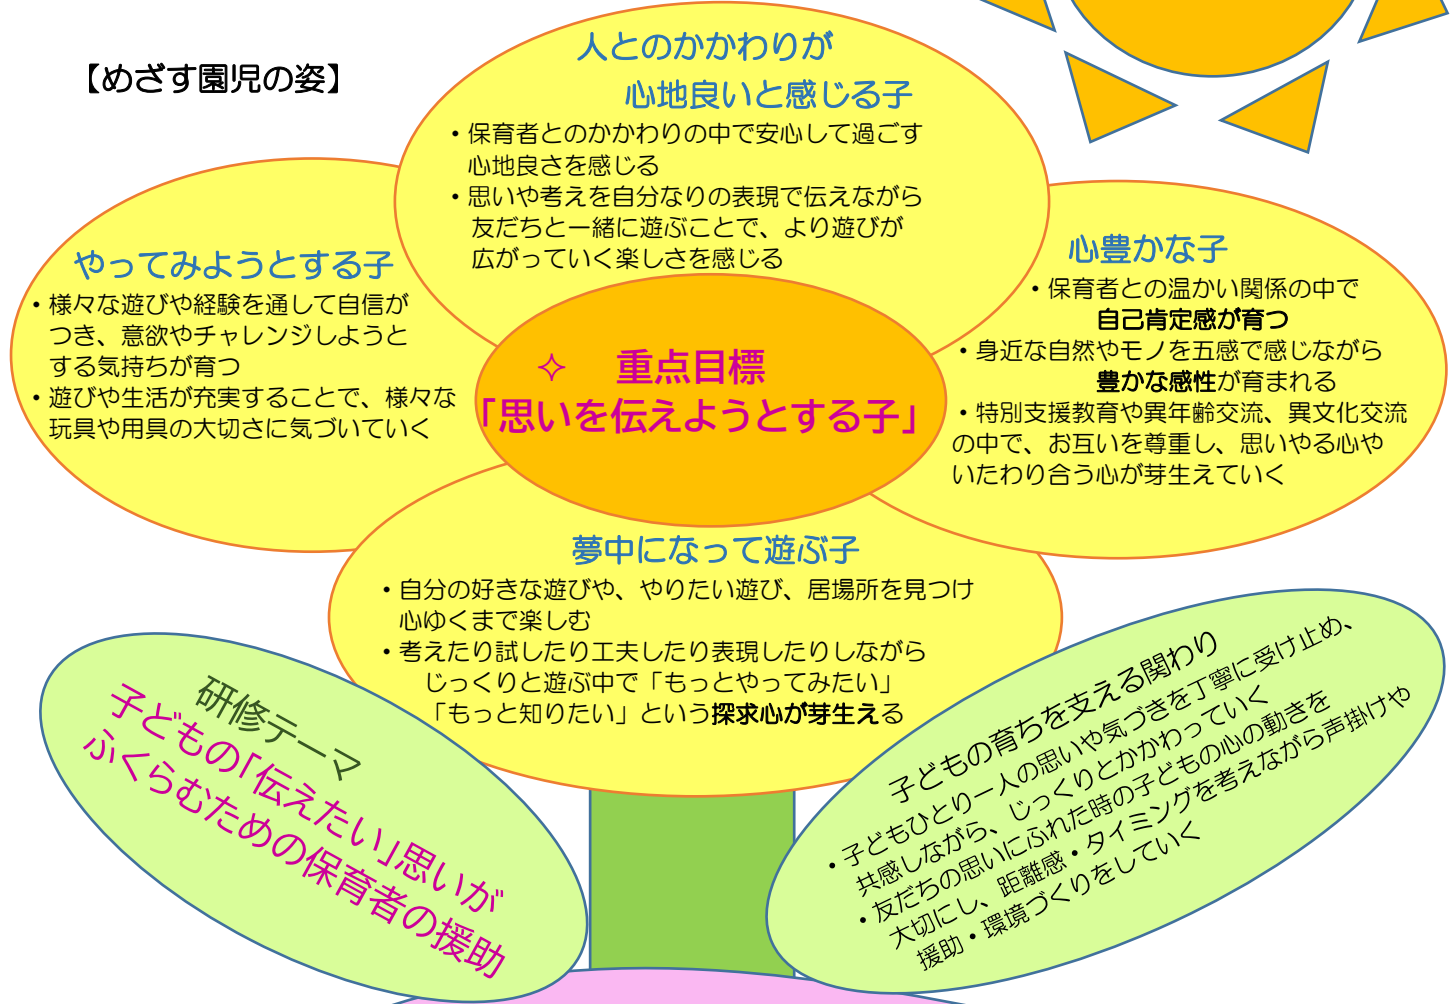 【めざす園児の姿】
人とのかかわりが
心地良いと感じる子
・保育者とのかかわりの中で安心して過ごす
心地良さを感じる
・思いや考えを自分なりの表現で伝えながら
友だちと一緒に遊ぶことで、より遊びが
広がっていく楽しさを感じる
やってみようとする子
・様々な遊びや経験を通して自信が
つき、意欲やチャレンジしようと
する気持ちが育つ
・遊びや生活が充実することで、様々な
玩具や用具の大切さに気づいていく
心豊かな子
・保育者との温かい関係の中で
自己肯定感が育つ
・身近な自然やモノを五感で感じながら
豊かな感性が育まれる
・特別支援教育や異年齢交流、異文化交流
の中で、お互いを尊重し、思いやる心や
いたわり合う心が芽生えていく
✧ 重点目標
「思いを伝えようとする子」
夢中になって遊ぶ子
・自分の好きな遊びや、やりたい遊び、居場所を見つけ
心ゆくまで楽しむ
・考えたり試したり工夫したり表現したりしながら
じっくりと遊ぶ中で「もっとやってみたい」
「もっと知りたい」という探求心が芽生える
研修テーマ
子どもの「伝えたい」思いが
ふくらむための保育者の援助
子どもの育ちを支える関わり
・子どもひとり一人の思いや気づきを丁寧に受け止め、
共感しながら、じっくりとかかわっていく
・友だちの思いにふれた時の子どもの心の動きを
大切にし、距離感・タイミングを考えながら声掛けや
援助・環境づくりをしていく